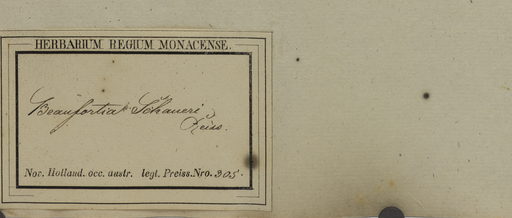 HERBARIUM REGIUM MONACENSE.
Beaufortia Schaueri
Preiss.
Nov. Holland. occ. austr. legt. Preiss. Nro. 305.